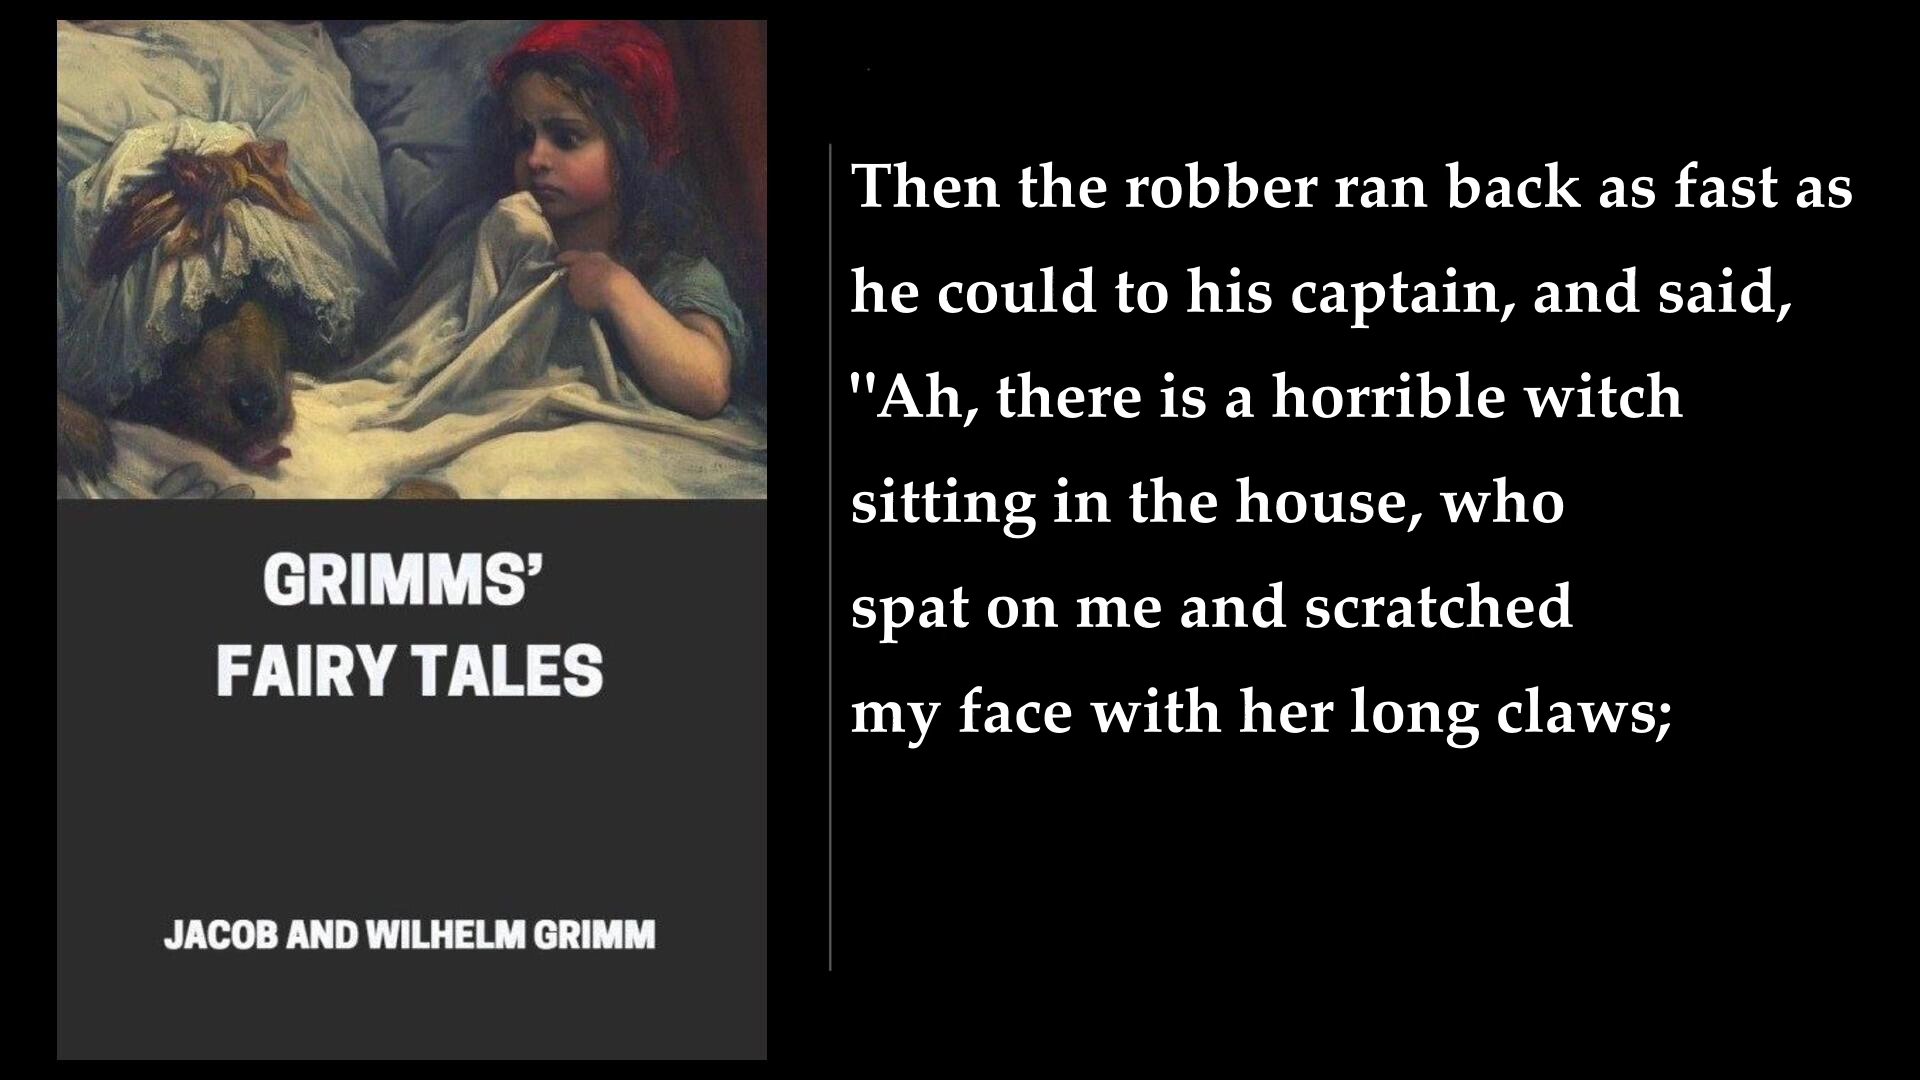 GRIMMS’
FAIRY TALES
JACOB AND WILHELM GRIMM
Then the robber ran back as fast as
he could to his captain, and said,
"Ah, there is a horrible witch
sitting in the house, who
spat on me and scratched
my face with her long claws;